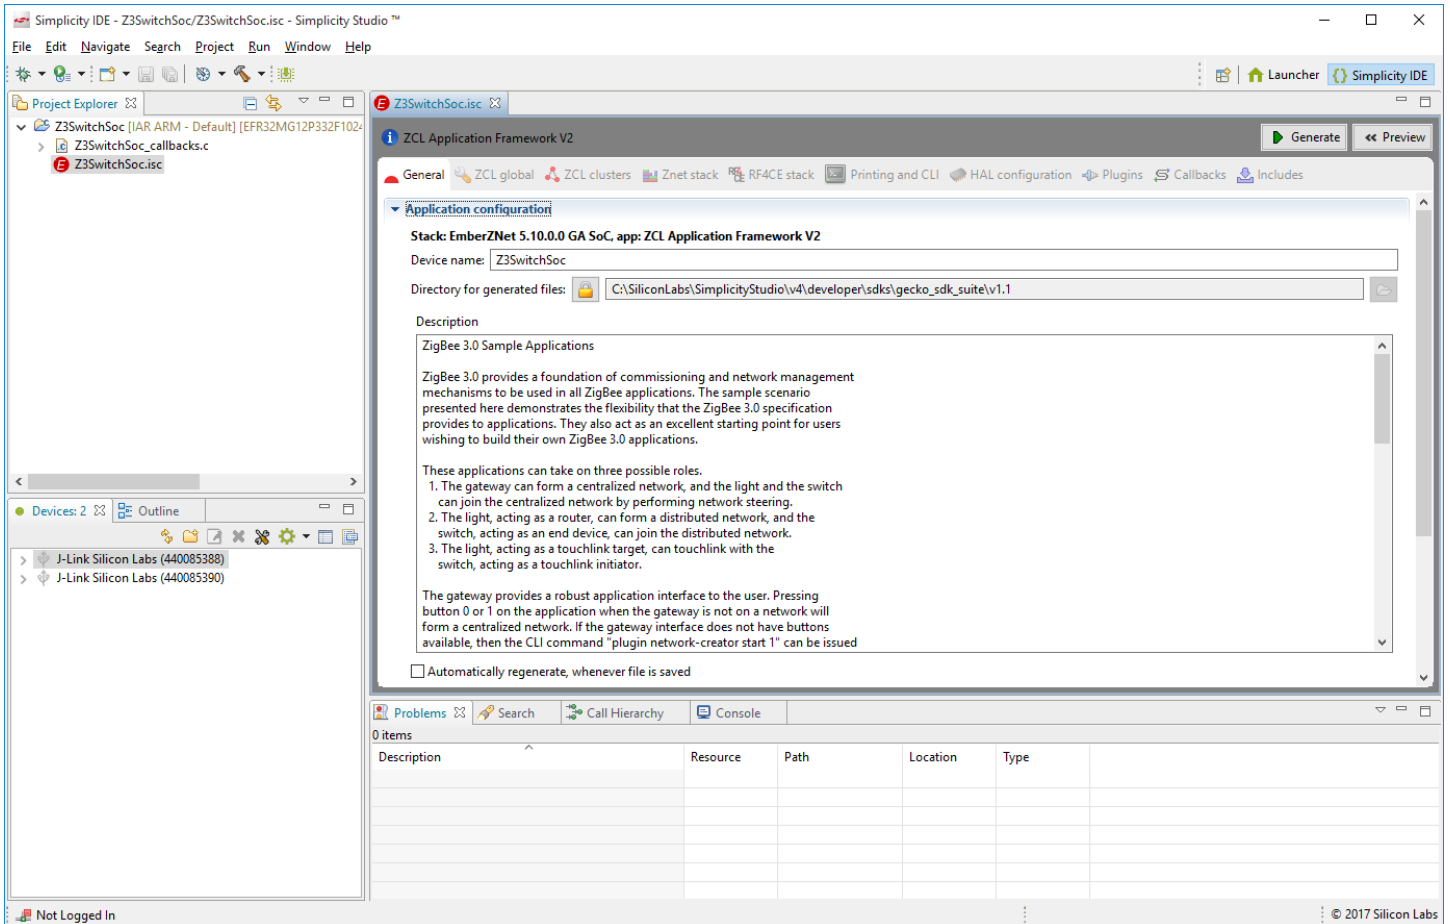 Simplicity IDE - Z3SwitchSoc/Z3SwitchSoc.isc - Simplicity Studio ™
File Edit Navigate Search Project Run Window Help
Launcher Simplicity IDE
Project Explorer
Z3SwitchSoc [IAR ARM - Default] [EFR32MG12P332F1024
Z3SwitchSoc_callbacks.c
Z3SwitchSoc.isc
Devices: 2 Outline
J-Link Silicon Labs (440085388)
J-Link Silicon Labs (440085390)
Z3SwitchSoc.isc
ZCL Application Framework V2
Generate Preview
General ZCL global ZCL clusters Znet stack RF4CE stack Printing and CLI HAL configuration Plugins Callbacks Includes
Application configuration
Stack: EmberZNet 5.10.0.0 GA SoC, app: ZCL Application Framework V2
Device name: Z3SwitchSoc
Directory for generated files: C:\SiliconLabs\SimplicityStudio\v4\developer\sdks\gecko_sdk_suite\v1.1
Description
ZigBee 3.0 Sample Applications
ZigBee 3.0 provides a foundation of commissioning and network management
mechanisms to be used in all ZigBee applications. The sample scenario
presented here demonstrates the flexibility that the ZigBee 3.0 specification
provides to applications. They also act as an excellent starting point for users
wishing to build their own ZigBee 3.0 applications.
These applications can take on three possible roles.
1. The gateway can form a centralized network, and the light and the switch
can join the centralized network by performing network steering.
2. The light, acting as a router, can form a distributed network, and the
switch, acting as an end device, can join the distributed network.
3. The light, acting as a touchlink target, can touchlink with the
switch, acting as a touchlink initiator.
The gateway provides a robust application interface to the user. Pressing
button 0 or 1 on the application when the gateway is not on a network will
form a centralized network. If the gateway interface does not have buttons
available, then the CLI command "plugin network-creator start 1" can be issued
Automatically regenerate, whenever file is saved
Problems Search Call Hierarchy Console
0 items
Description Resource Path Location Type
Not Logged In
© 2017 Silicon Labs